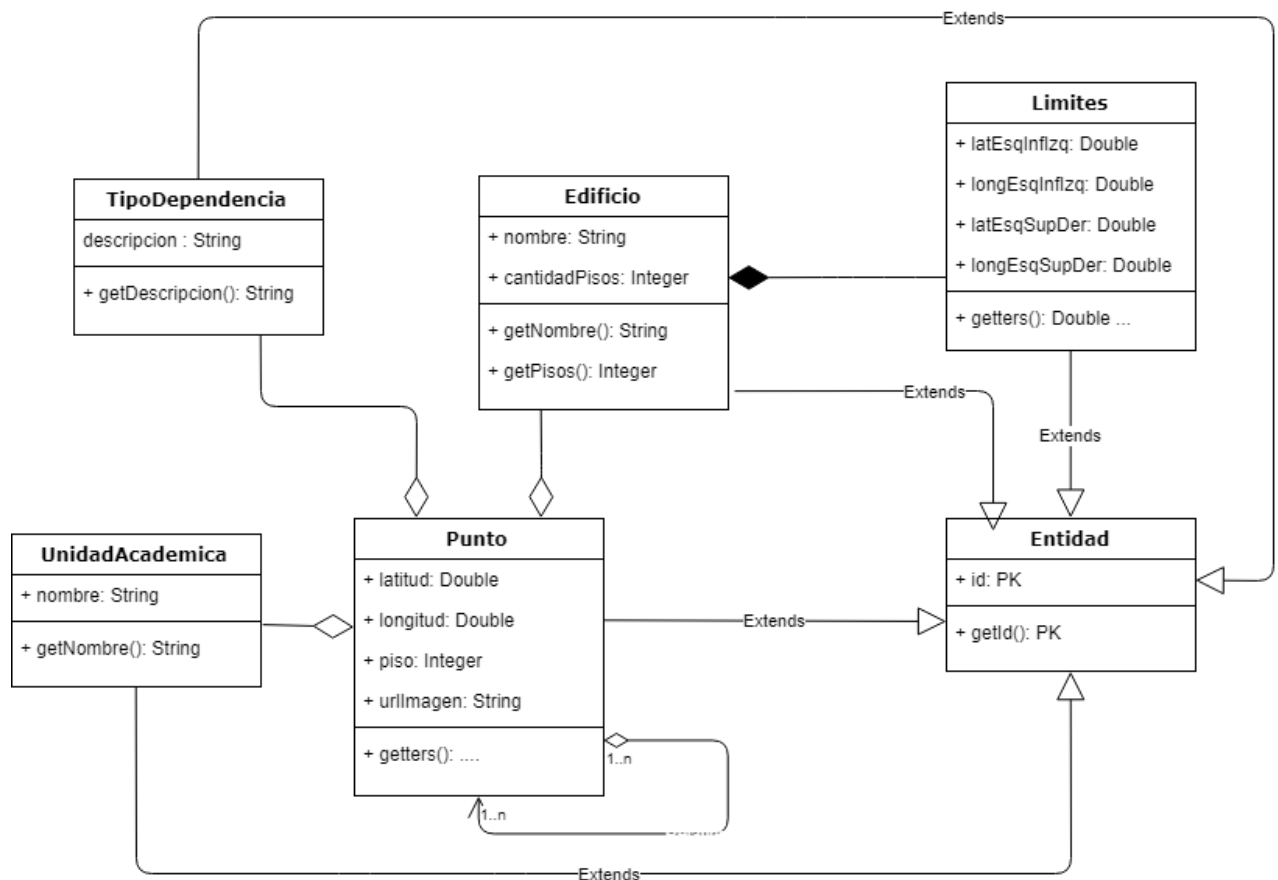 Extends
Limites
+ latEsqInfIzq: Double
+ longEsqInfIzq: Double
+ latEsqSupDer: Double
+ longEsqSupDer: Double
+ getters(): Double ...
TipoDependencia
descripcion : String
+ getDescripcion(): String
Edificio
+ nombre: String
+ cantidadPisos: Integer
+ getNombre(): String
+ getPisos(): Integer
Extends
Extends
UnidadAcademica
+ nombre: String
+ getNombre(): String
Punto
+ latitud: Double
+ longitud: Double
+ piso: Integer
+ urlImagen: String
+ getters(): ....
1..n
1..n
Extends
Entidad
+ id: PK
+ getId(): PK
Extends